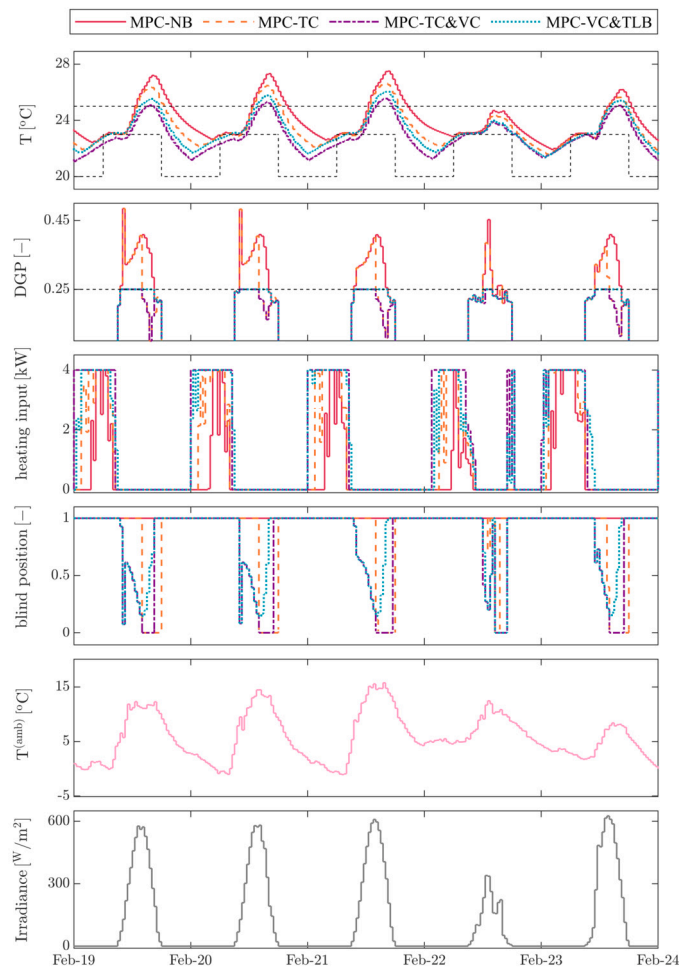 MPC-NB MPC-TC MPC-TC&VC MPC-VC&TLB
T [°C]
28
24
20
DGP [−]
0.45
0.25
heating input [kW]
4
2
0
blind position [−]
1
0.5
0
T(amb) [°C]
15
5
-5
Irradiance [W/m²]
600
300
0
Feb-19 Feb-20 Feb-21 Feb-22 Feb-23 Feb-24